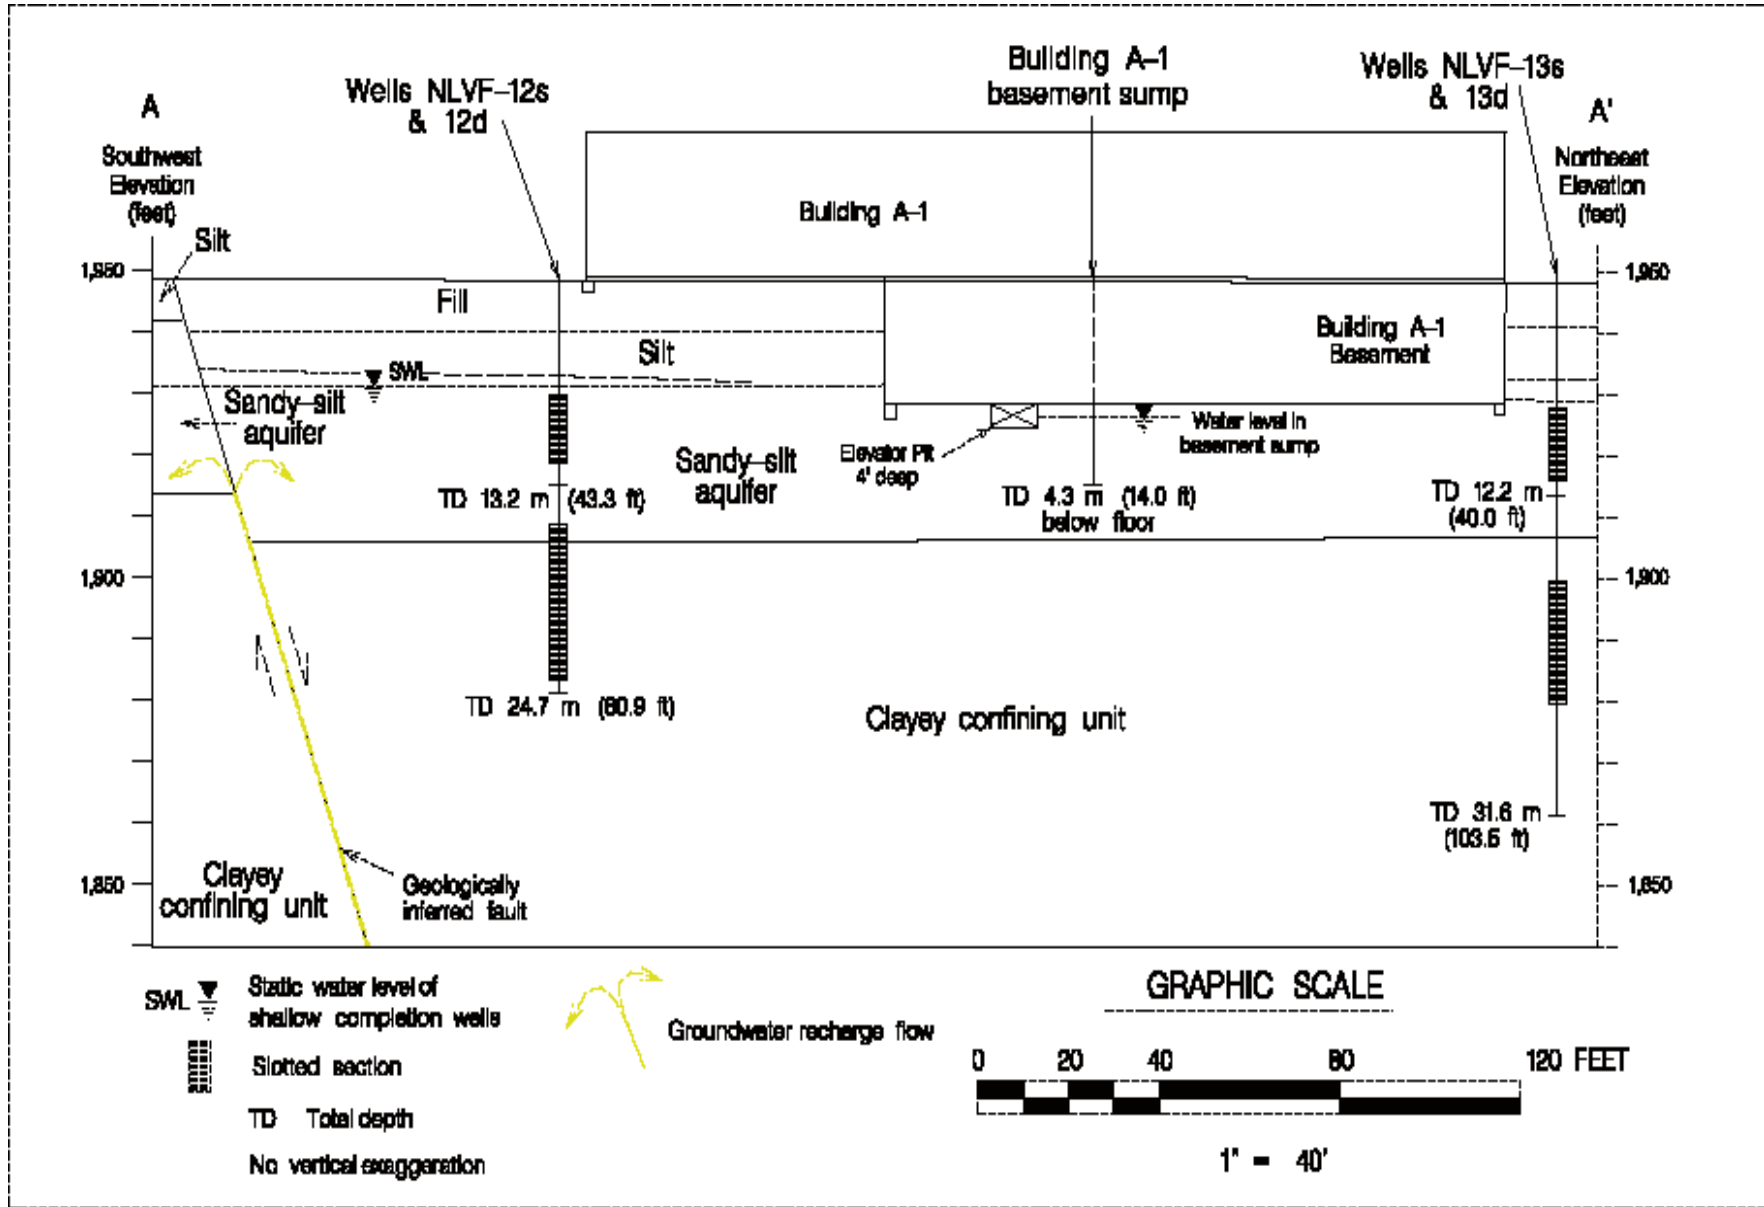 Building A-1
basement sump
Wells NLVF-13s
& 13d
Wells NLVF-12s
& 12d
A
A'
Southwest
Elevation
(feet)
Northeast
Elevation
(feet)
Silt
Building A-1
1,950
1,950
Fill
Building A-1
Basement
Silt
SWL
Sandy-silt
aquifer
Water level in
basement sump
Elevator Pit
4' deep
Sandy-silt
aquifer
TD 13.2 m (43.3 ft)
TD 4.3 m (14.0 ft)
below floor
TD 12.2 m
(40.0 ft)
1,900
1,900
TD 24.7 m (80.9 ft)
Clayey confining unit
TD 31.6 m
(103.6 ft)
1,850
1,850
Clayey
confining unit
Geologically
inferred fault
SWL
Static water level of
shallow completion wells
Groundwater recharge flow
Slotted section
TD Total depth
No vertical exaggeration
GRAPHIC SCALE
0 20 40 80 120 FEET
1" = 40'